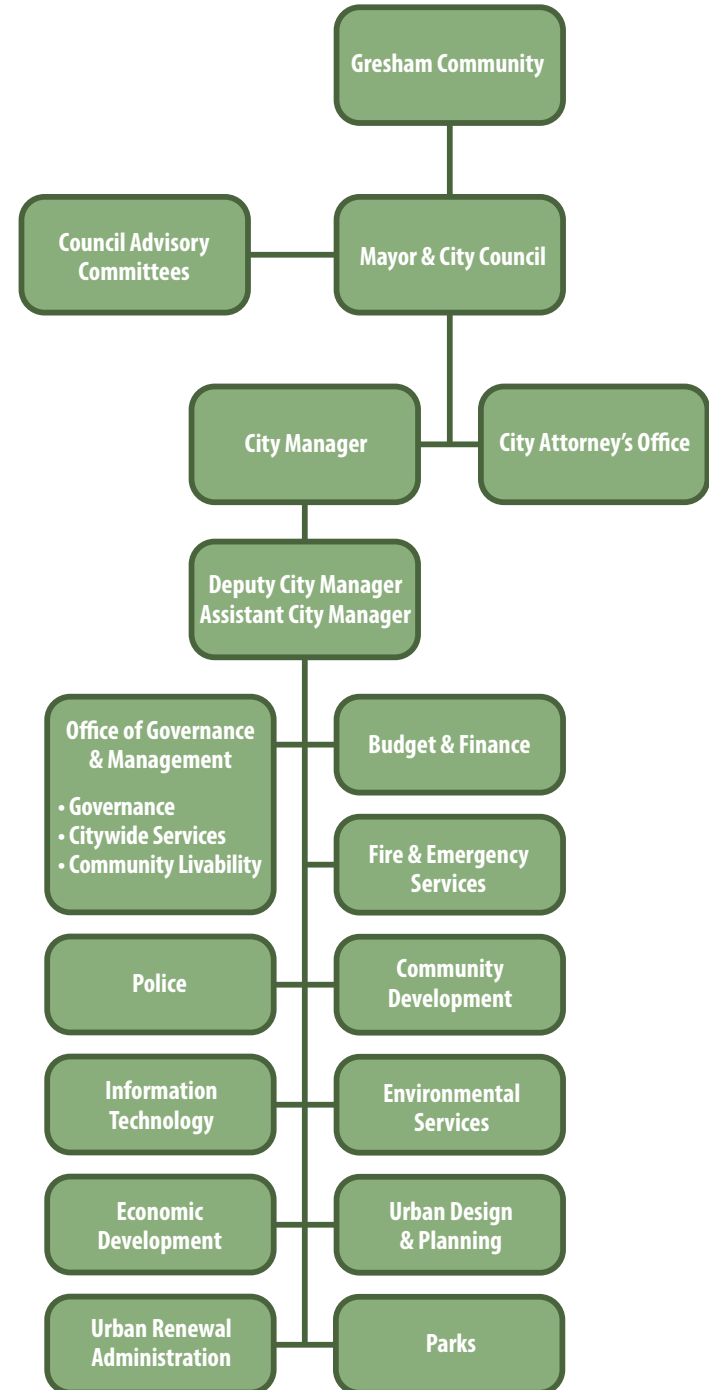 Gresham Community
Council Advisory
Committees
Mayor & City Council
City Manager
City Attorney's Office
Deputy City Manager
Assistant City Manager
Office of Governance
& Management
• Governance
• Citywide Services
• Community Livability
Budget & Finance
Fire & Emergency
Services
Police
Community
Development
Information
Technology
Environmental
Services
Economic
Development
Urban Design
& Planning
Urban Renewal
Administration
Parks